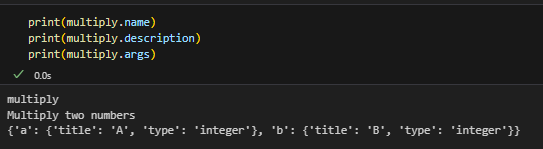 print(multiply.name)
print(multiply.description)
print(multiply.args)
0.0s
multiply
Multiply two numbers
{'a': {'title': 'A', 'type': 'integer'}, 'b': {'title': 'B', 'type': 'integer'}}